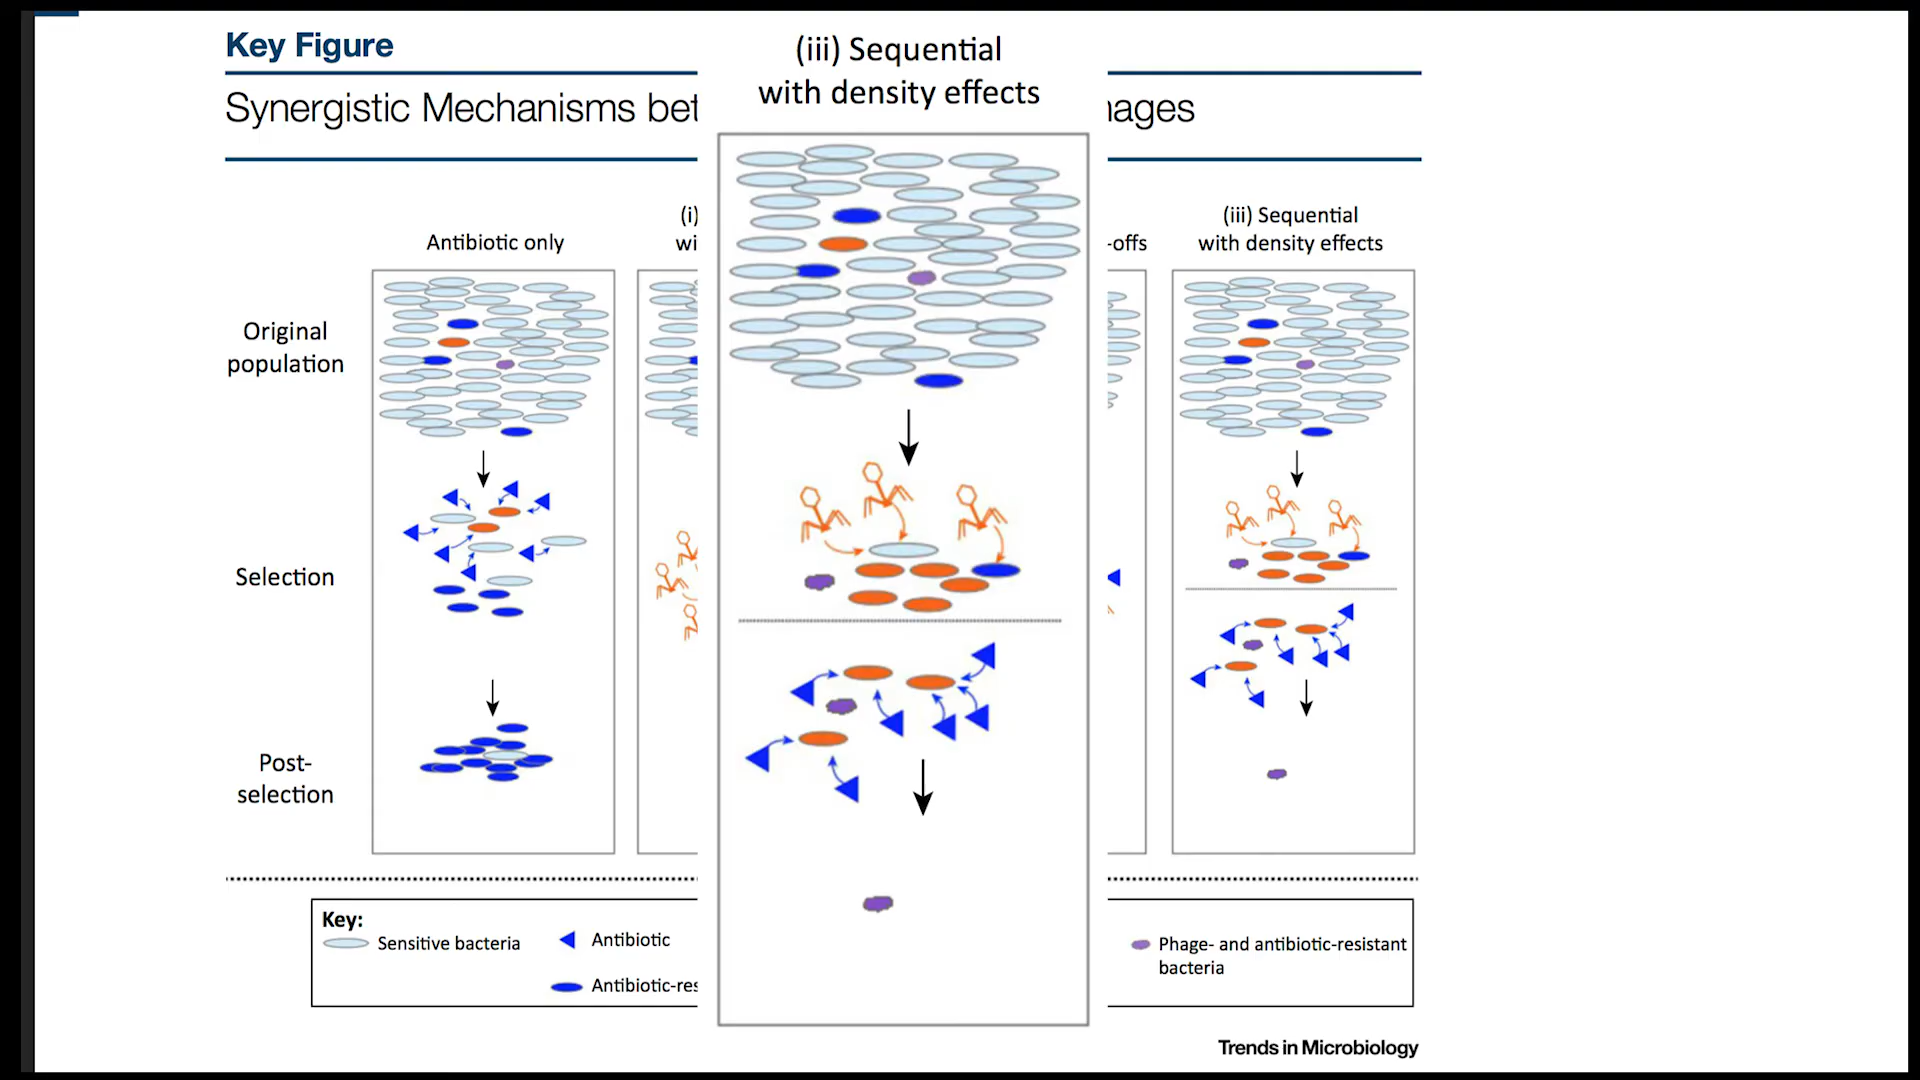 Key Figure
Synergistic Mechanisms bet
ages
(iii) Sequential
with density effects
Antibiotic only
(i)
wi
-offs
(iii) Sequential
with density effects
Original
population
Selection
Post-
selection
Key:
Sensitive bacteria
Antibiotic
Antibiotic-res
Phage- and antibiotic-resistant
bacteria
Trends in Microbiology